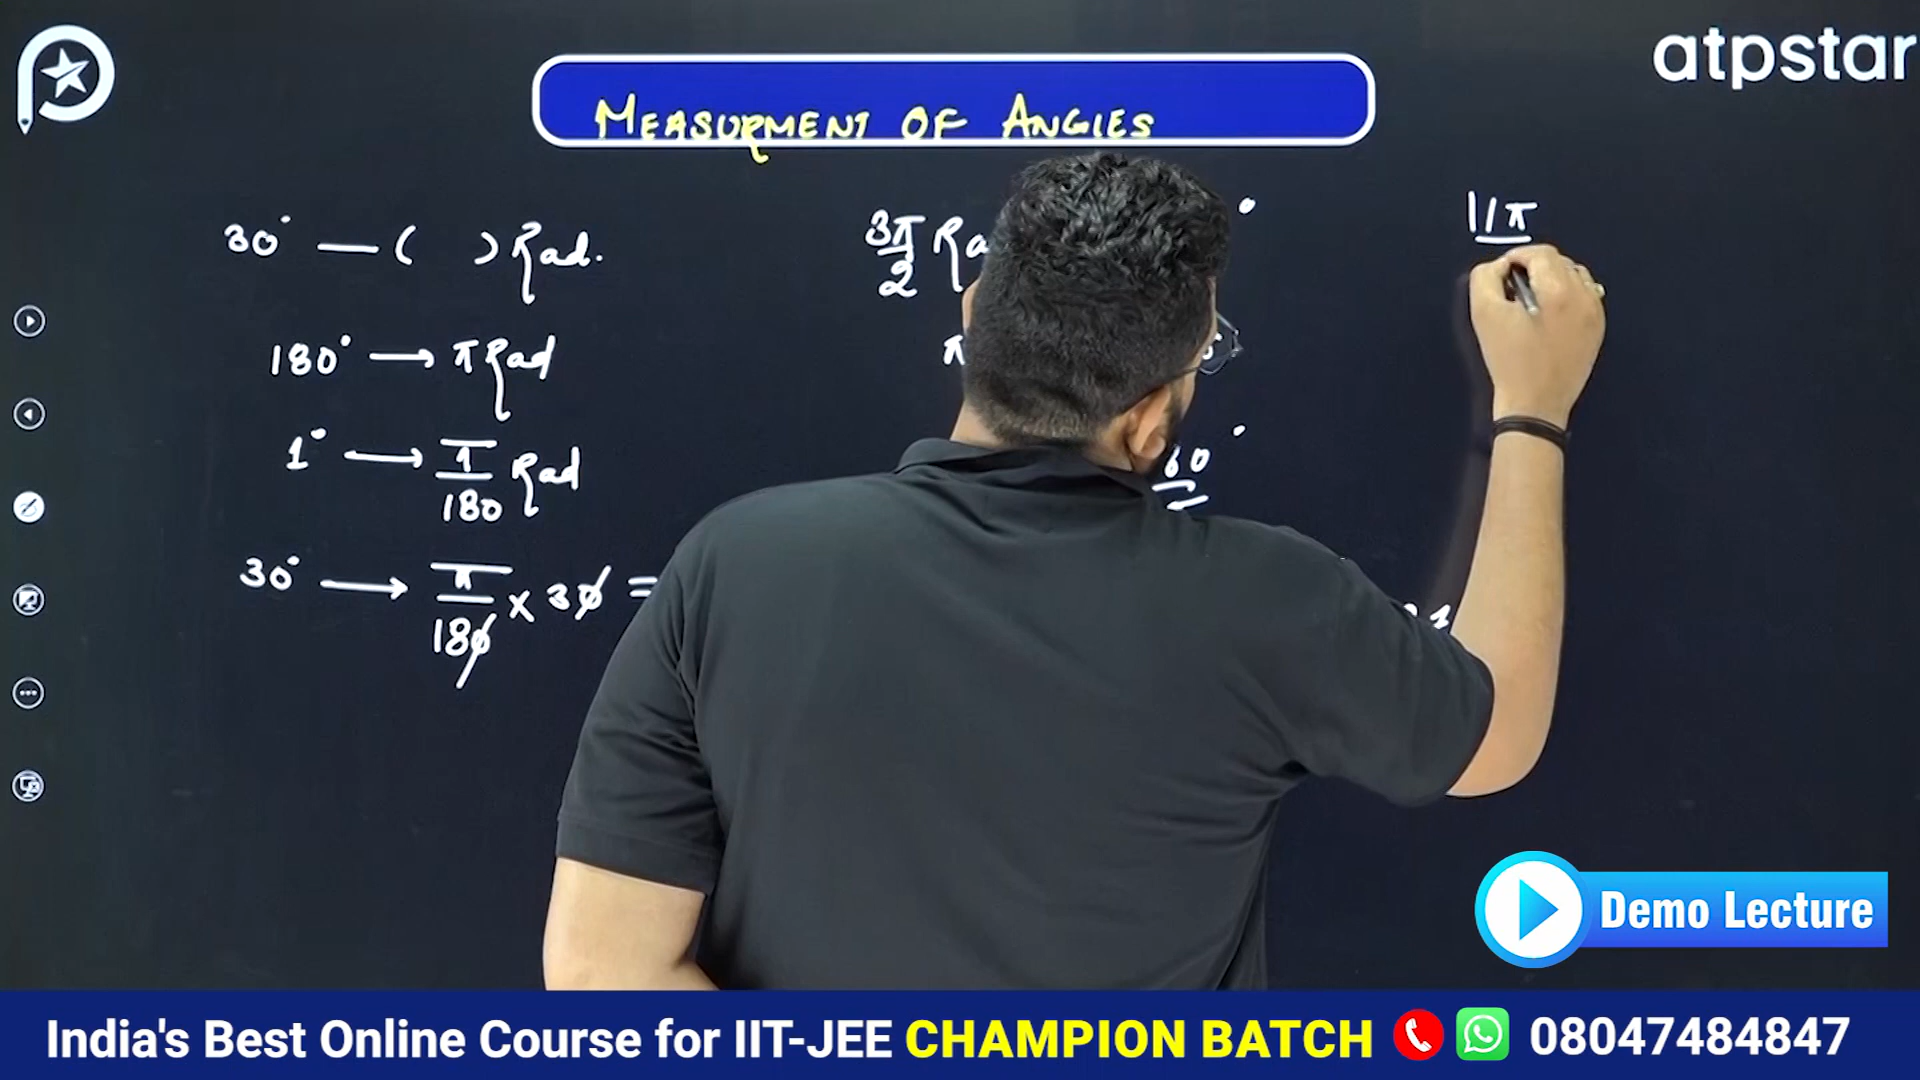 atpstar
MEASURMENT OF ANGLES
30° — ( ) Rad.
180° → π Rad
1° → π/180 Rad
30° → π/180 × 30 =
3π/2 Ra
π
60°
11π
Demo Lecture
India's Best Online Course for IIT-JEE CHAMPION BATCH 08047484847